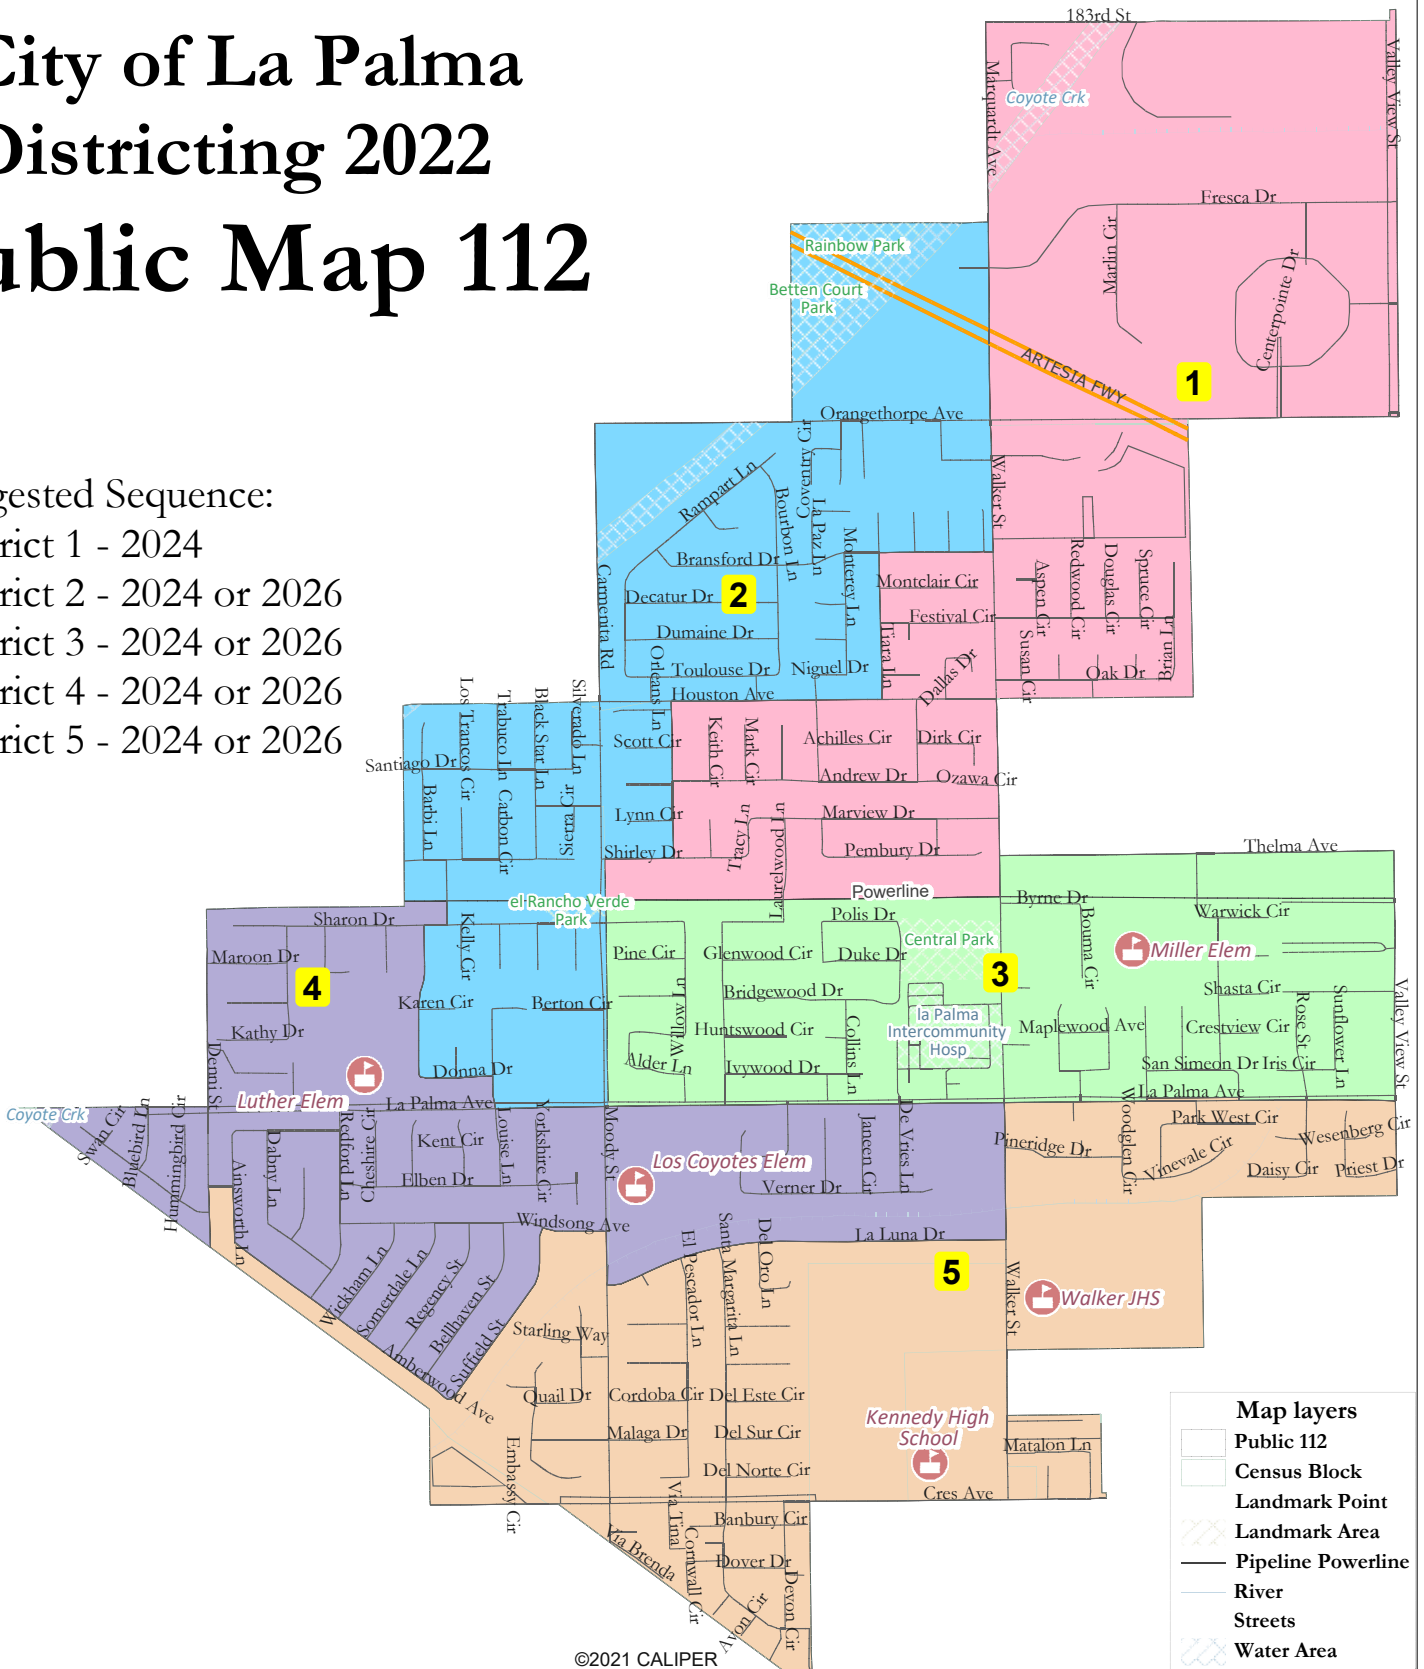 City of La Palma
Districting 2022
ublic Map 112
gested Sequence:
rict 1 - 2024
rict 2 - 2024 or 2026
rict 3 - 2024 or 2026
rict 4 - 2024 or 2026
rict 5 - 2024 or 2026
183rd St
Marquardt Ave
Coyote Crk
Valley View St
Fresca Dr
Marlin Cir
Centerpointe Dr
Rainbow Park
Betten Court
Park
ARTESIA FWY
1
Orangethorpe Ave
Coventry Cir
Walker St
Rampart Ln
Bourbon Ln
La Paz Ln
Monterey Ln
Bransford Dr
Carmenita Rd
Decatur Dr
2
Dumaine Dr
Orleans Ln
Toulouse Dr
Niguel Dr
Houston Ave
Montclair Cir
Festival Cir
Tiara Ln
Dallas Dr
Aspen Cir
Redwood Cir
Douglas Cir
Spruce Cir
Susan Cir
Oak Dr
Brian Ln
Los Trancos Cir
Trabuco Ln
Black Star Ln
Silverado Ln
Santiago Dr
Barbi Ln
Carbon Cir
Sierra Cir
Scott Cir
Lynn Cir
Shirley Dr
Keith Cir
Mark Cir
Achilles Cir
Dirk Cir
Andrew Dr
Ozawa Cir
Tracy Ln
Laurelwood Ln
Marview Dr
Pembury Dr
Powerline
Thelma Ave
Byrne Dr
el Rancho Verde
Park
Sharon Dr
Kelly Cir
Maroon Dr
4
Karen Cir
Berton Cir
Kathy Dr
Denni St
Donna Dr
Luther Elem
La Palma Ave
Polis Dr
Pine Cir
Glenwood Cir
Duke Dr
Central Park
3
Bridgewood Dr
Willow Ln
Huntswood Cir
Collins Ln
Alder Ln
Ivywood Dr
la Palma
Intercommunity
Hosp
Bouma Cir
Warwick Cir
Miller Elem
Shasta Cir
Maplewood Ave
Crestview Cir
Rose St
Sunflower Ln
Valley View St
San Simeon Dr
Iris Cir
La Palma Ave
Coyote Crk
Swan Cir
Bluebird Ln
Hummingbird Cir
Ainsworth Ln
Dabny Ln
Redford Ln
Cheshire Cir
Kent Cir
Elben Dr
Louise Ln
Yorkshire Cir
Moody St
Windsong Ave
Los Coyotes Elem
Verner Dr
Janeen Cir
De Vries Ln
La Luna Dr
Pineridge Dr
Woodglen Cir
Park West Cir
Vinevale Cir
Wesenberg Cir
Daisy Cir
Priest Dr
Wickham Ln
Somerdale Ln
Regency St
Bellhaven St
Suffield St
Amberwood Ave
El Pescador Ln
Santa Margarita Ln
Del Oro Ln
5
Walker St
Walker JHS
Starling Way
Quail Dr
Cordoba Cir
Del Este Cir
Malaga Dr
Del Sur Cir
Del Norte Cir
Kennedy High
School
Matalon Ln
Cres Ave
Embassy Cir
Via Tina
Banbury Cir
Via Brenda
Cornwall Cir
Dover Dr
Devon Cir
Avon Cir
Map layers
Public 112
Census Block
Landmark Point
Landmark Area
Pipeline Powerline
River
Streets
Water Area
©2021 CALIPER